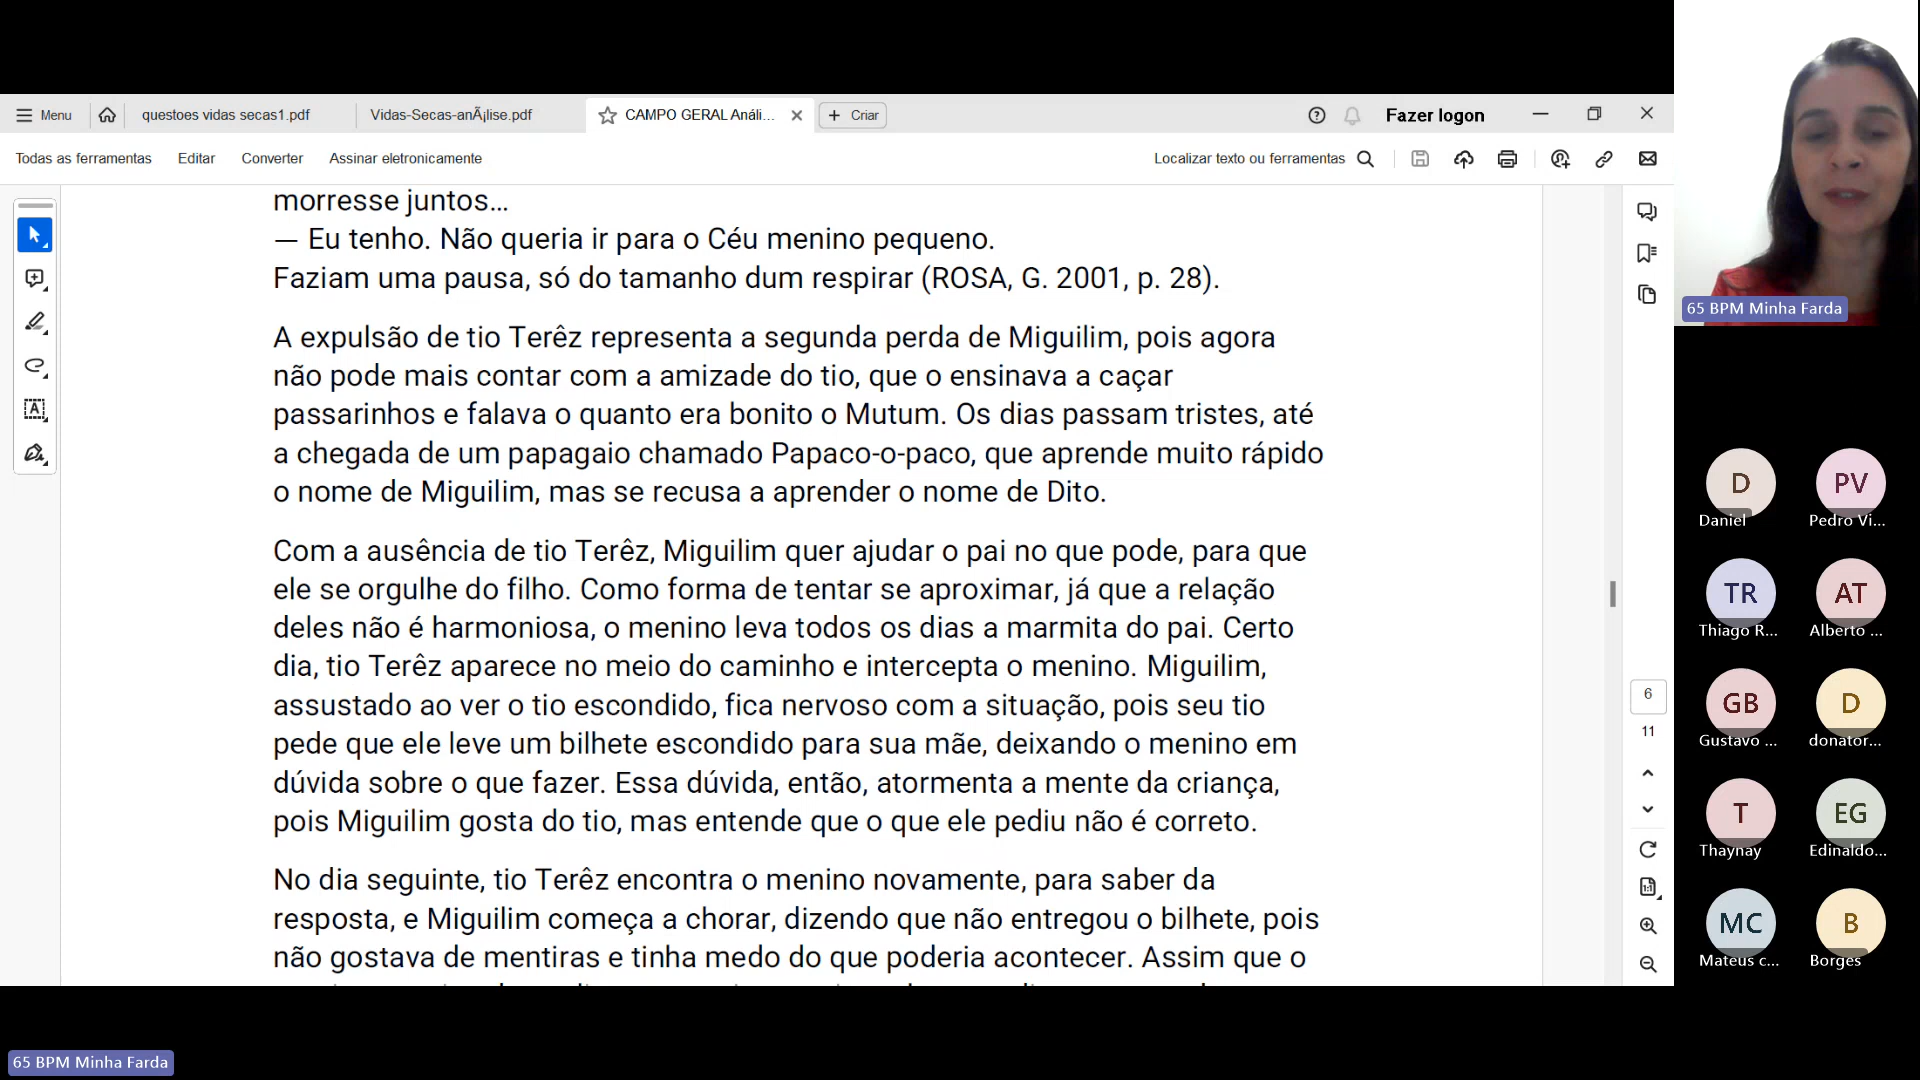 Menu
questoes vidas secas1.pdf
Vidas-Secas-anÃ¡lise.pdf
CAMPO GERAL Análi...
Criar
Fazer logon
Todas as ferramentas
Editar
Converter
Assinar eletronicamente
Localizar texto ou ferramentas
morresse juntos...
— Eu tenho. Não queria ir para o Céu menino pequeno.
Faziam uma pausa, só do tamanho dum respirar (ROSA, G. 2001, p. 28).
A expulsão de tio Terêz representa a segunda perda de Miguilim, pois agora
não pode mais contar com a amizade do tio, que o ensinava a caçar
passarinhos e falava o quanto era bonito o Mutum. Os dias passam tristes, até
a chegada de um papagaio chamado Papaco-o-paco, que aprende muito rápido
o nome de Miguilim, mas se recusa a aprender o nome de Dito.
Com a ausência de tio Terêz, Miguilim quer ajudar o pai no que pode, para que
ele se orgulhe do filho. Como forma de tentar se aproximar, já que a relação
deles não é harmoniosa, o menino leva todos os dias a marmita do pai. Certo
dia, tio Terêz aparece no meio do caminho e intercepta o menino. Miguilim,
assustado ao ver o tio escondido, fica nervoso com a situação, pois seu tio
pede que ele leve um bilhete escondido para sua mãe, deixando o menino em
dúvida sobre o que fazer. Essa dúvida, então, atormenta a mente da criança,
pois Miguilim gosta do tio, mas entende que o que ele pediu não é correto.
No dia seguinte, tio Terêz encontra o menino novamente, para saber da
resposta, e Miguilim começa a chorar, dizendo que não entregou o bilhete, pois
não gostava de mentiras e tinha medo do que poderia acontecer. Assim que o
6
11
1:1
65 BPM Minha Farda
D
Daniel
PV
Pedro Vi...
TR
Thiago R...
AT
Alberto ...
GB
Gustavo ...
D
donator...
T
Thaynay
EG
Edinaldo...
MC
Mateus c...
B
Borges
65 BPM Minha Farda